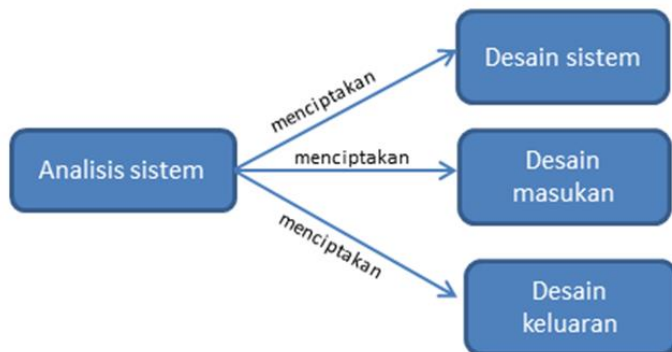 Desain sistem
menciptakan
Analisis sistem
menciptakan
Desain
masukan
menciptakan
Desain
keluaran